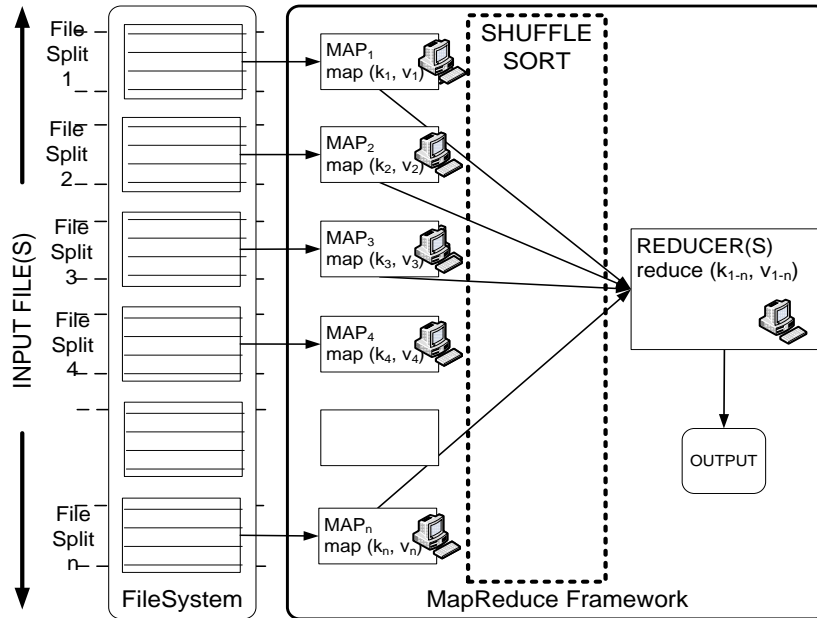 INPUT FILE(S)
File
Split
1
File
Split
2
File
Split
3
File
Split
4
File
Split
n
FileSystem
MAP₁
map (k₁, v₁)
MAP₂
map (k₂, v₂)
MAP₃
map (k₃, v₃)
MAP₄
map (k₄, v₄)
MAPₙ
map (kₙ, vₙ)
SHUFFLE
SORT
REDUCER(S)
reduce (k₁₋ₙ, v₁₋ₙ)
OUTPUT
MapReduce Framework